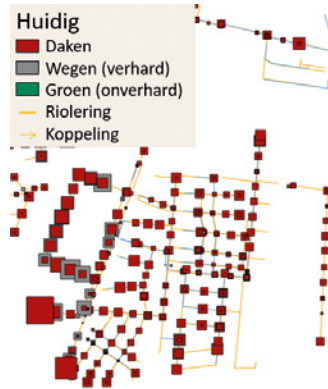 Huidig
Daken
Wegen (verhard)
Groen (onverhard)
Riolering
Koppeling